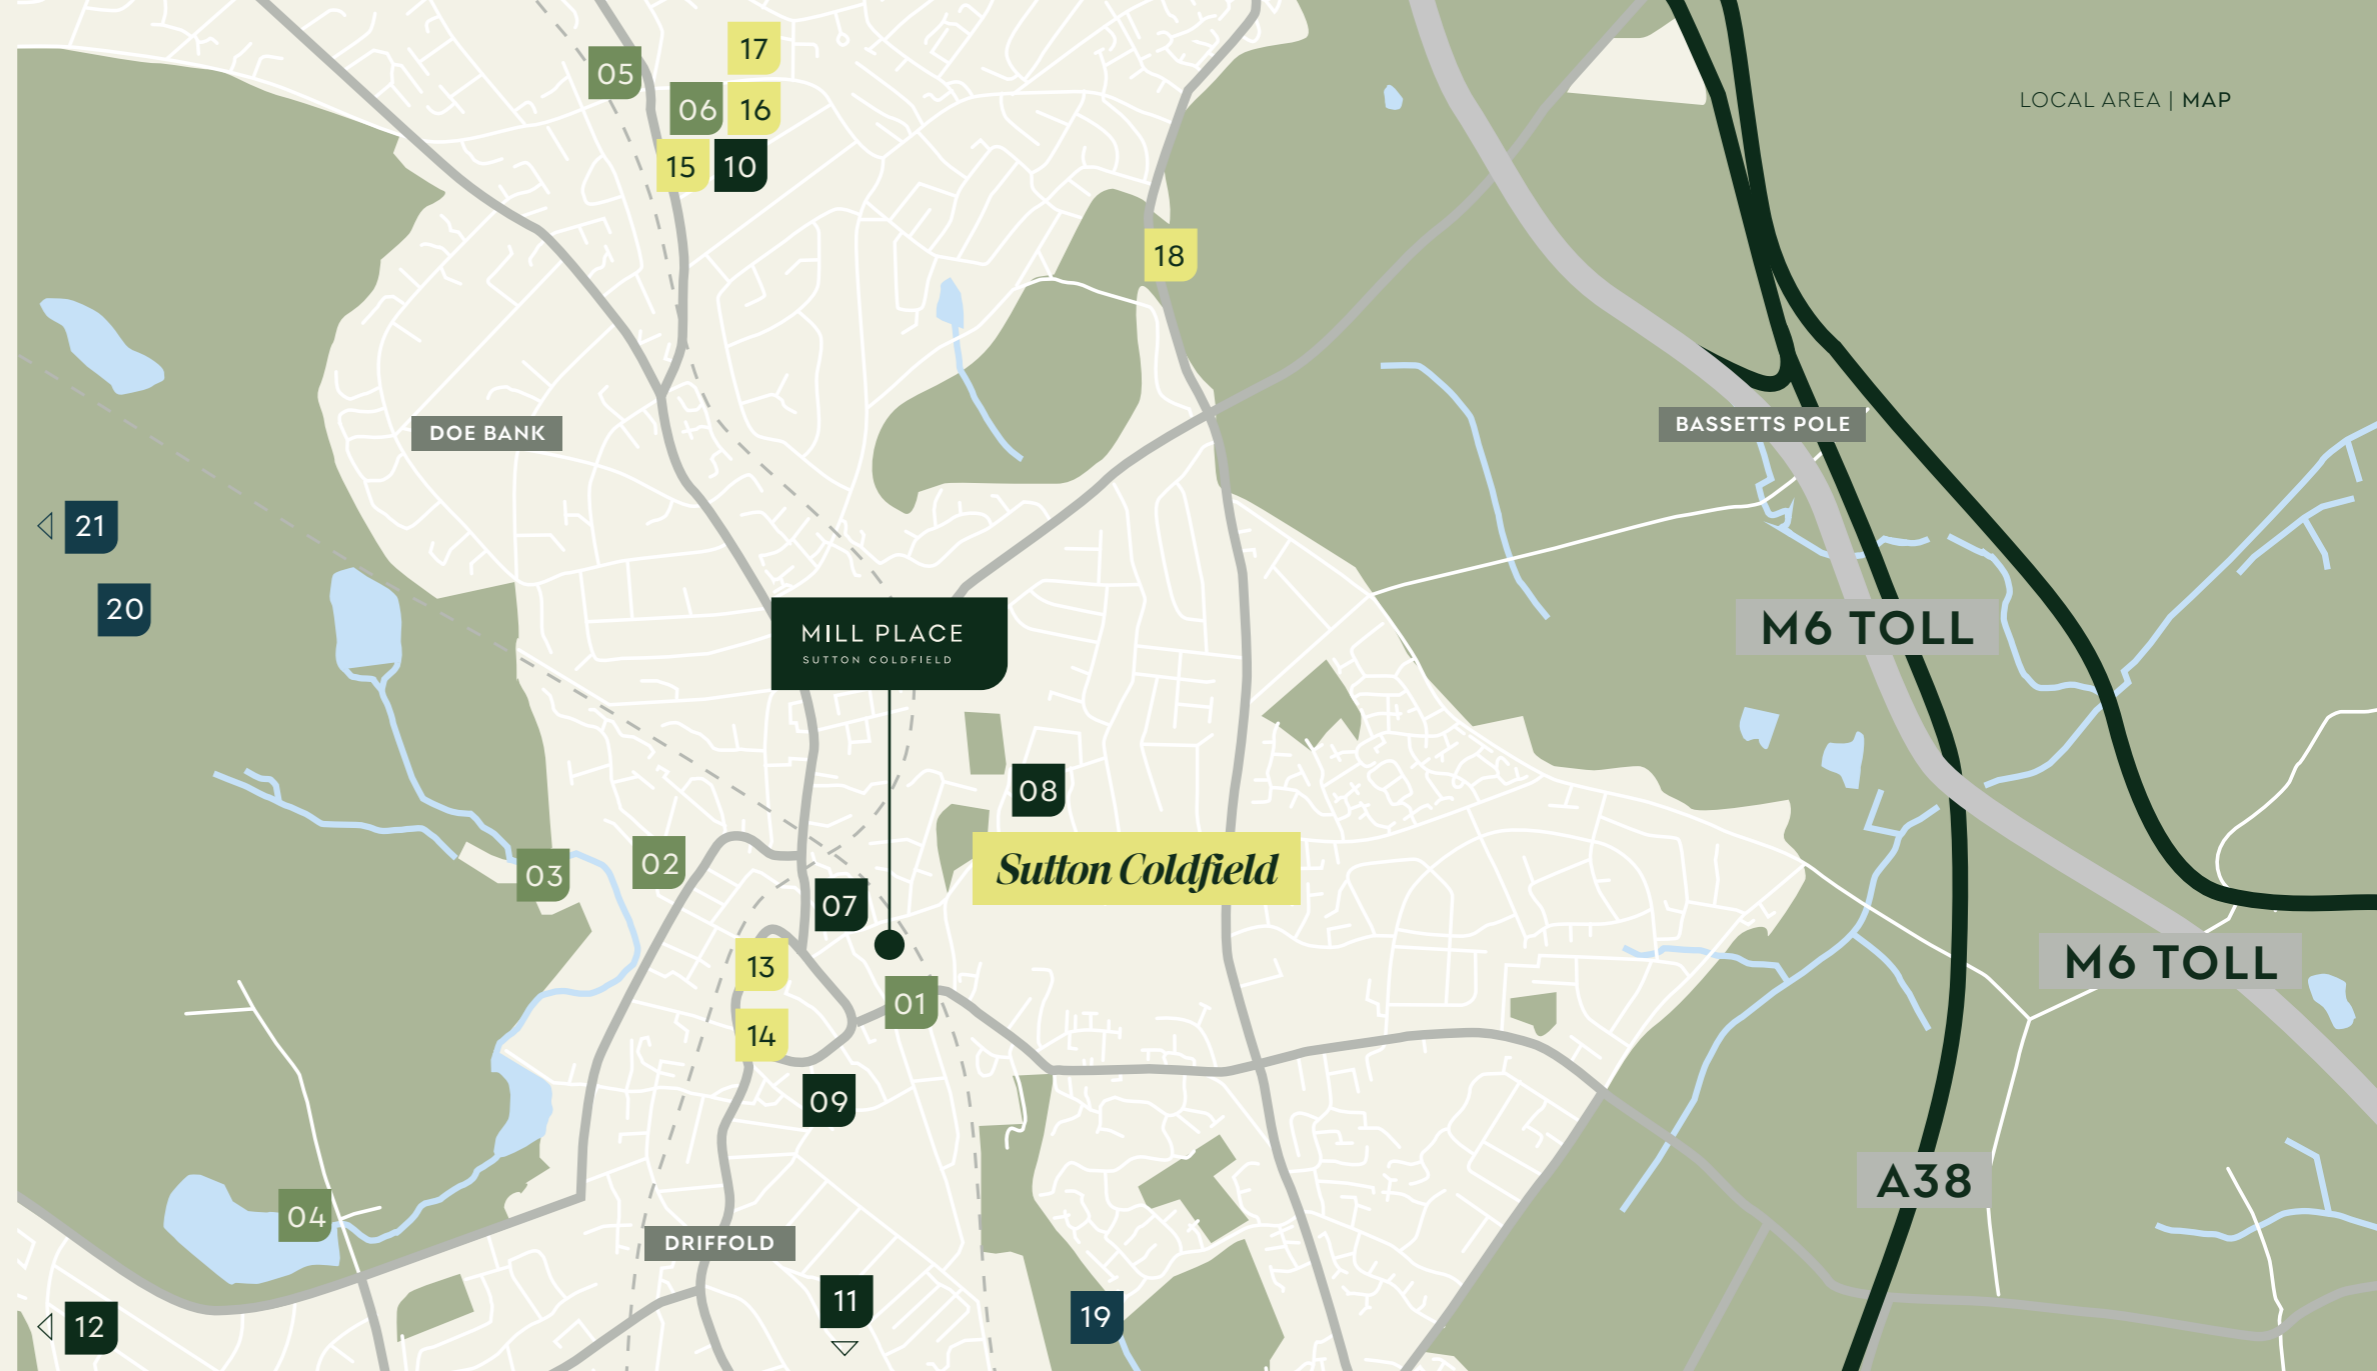 17
05
LOCAL AREA | MAP
06
16
15
10
18
DOE BANK
BASSETTS POLE
21
20
MILL PLACE
SUTTON COLDFIELD
M6 TOLL
08
03
02
Sutton Coldfield
07
13
M6 TOLL
01
14
09
A38
04
DRIFFOLD
11
19
12